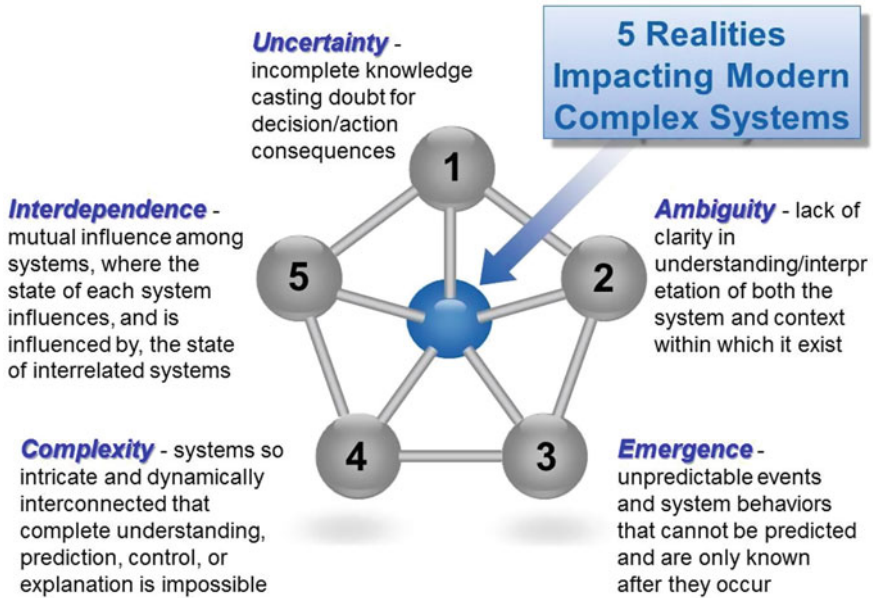 5 Realities
Impacting Modern
Complex Systems
Uncertainty -
incomplete knowledge
casting doubt for
decision/action
consequences
1
Ambiguity - lack of
clarity in
understanding/interpr
etation of both the
system and context
within which it exist
2
Emergence -
unpredictable events
and system behaviors
that cannot be predicted
and are only known
after they occur
3
Complexity - systems so
intricate and dynamically
interconnected that
complete understanding,
prediction, control, or
explanation is impossible
4
Interdependence -
mutual influence among
systems, where the
state of each system
influences, and is
influenced by, the state
of interrelated systems
5